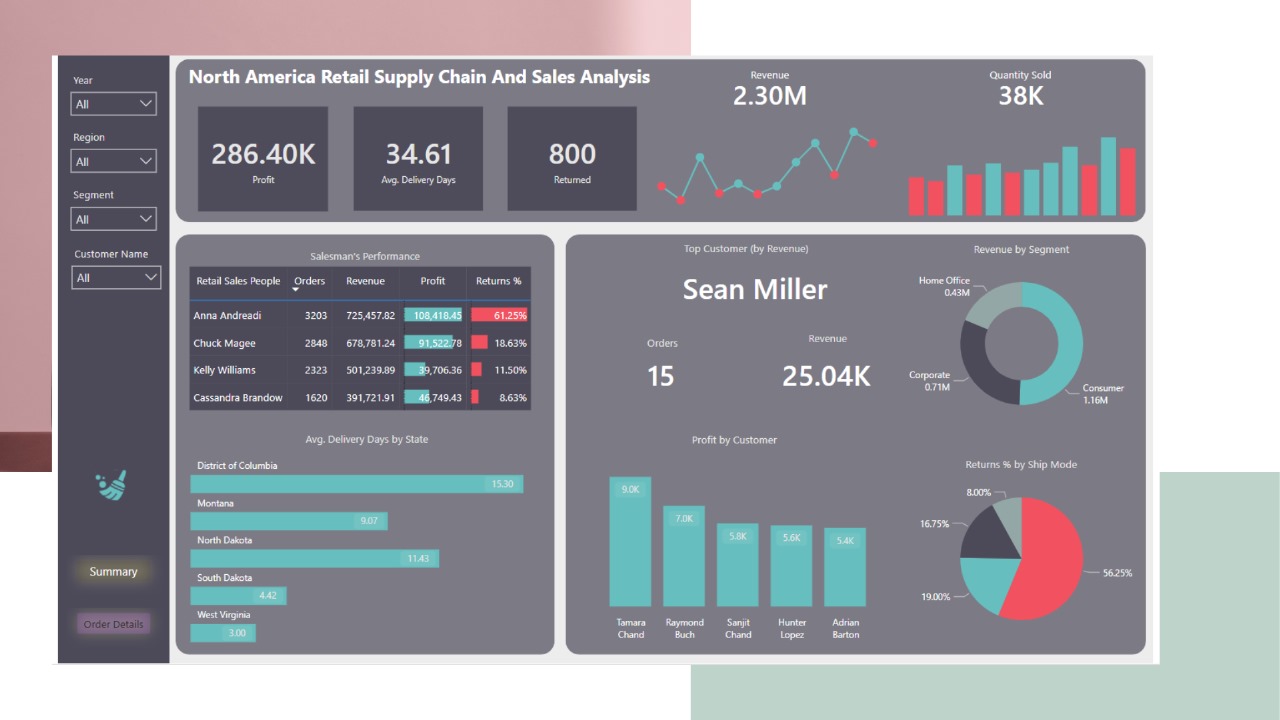 Year
All
Region
All
Segment
All
Customer Name
All
Summary
Order Details
North America Retail Supply Chain And Sales Analysis
286.40K
Profit
34.61
Avg. Delivery Days
800
Returned
Revenue
2.30M
Quantity Sold
38K
Salesman's Performance
Retail Sales People Orders Revenue Profit Returns %
Anna Andreadi 3203 725,457.82 108,418.45 61.25%
Chuck Magee 2848 678,781.24 91,522.78 18.63%
Kelly Williams 2323 501,239.89 39,706.36 11.50%
Cassandra Brandow 1620 391,721.91 46,749.43 8.63%
Avg. Delivery Days by State
District of Columbia
15.30
Montana
9.07
North Dakota
11.43
South Dakota
4.42
West Virginia
3.00
Top Customer (by Revenue)
Sean Miller
Orders
15
Revenue
25.04K
Profit by Customer
9.0K
7.0K
5.8K
5.6K
5.4K
Tamara
Chand
Raymond
Buch
Sanjit
Chand
Hunter
Lopez
Adrian
Barton
Revenue by Segment
Home Office
0.43M
Corporate
0.71M
Consumer
1.16M
Returns % by Ship Mode
8.00%
16.75%
19.00%
56.25%